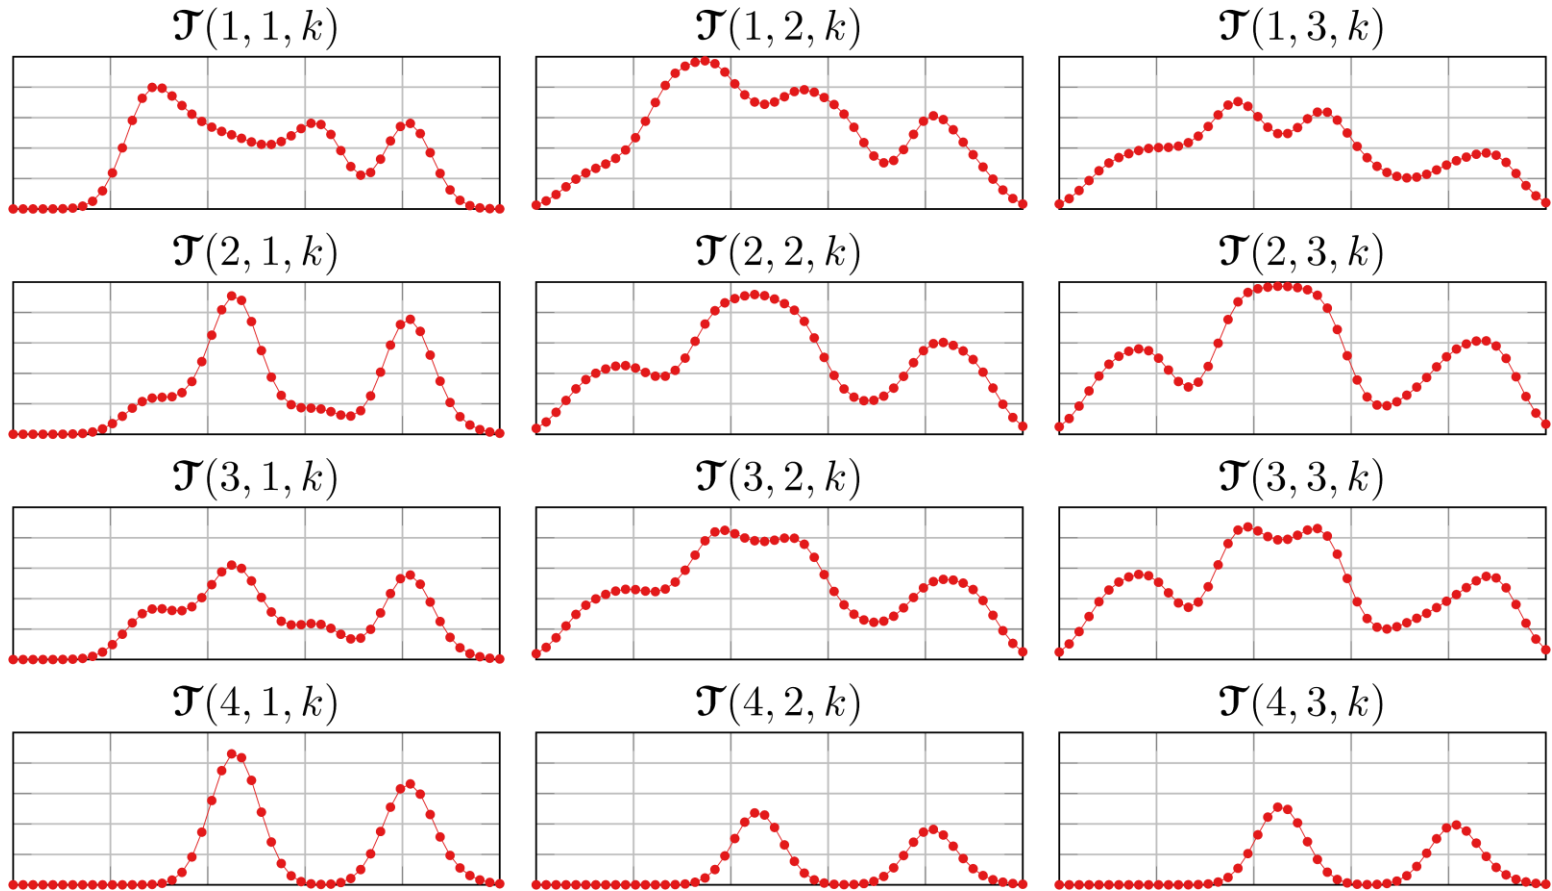 𝕿(1, 1, k) 𝕿(1, 2, k) 𝕿(1, 3, k)
𝕿(2, 1, k) 𝕿(2, 2, k) 𝕿(2, 3, k)
𝕿(3, 1, k) 𝕿(3, 2, k) 𝕿(3, 3, k)
𝕿(4, 1, k) 𝕿(4, 2, k) 𝕿(4, 3, k)